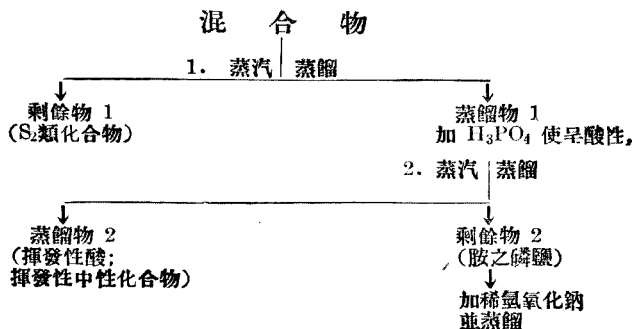 混合物
1. 蒸汽 蒸餾
剩餘物 1
(S₂類化合物)
蒸餾物 1
加 H₃PO₄ 使呈酸性,
2. 蒸汽 蒸餾
蒸餾物 2
(揮發性酸;
揮發性中性化合物)
剩餘物 2
(胺之磷鹽)
加稀氫氧化鈉
並蒸餾